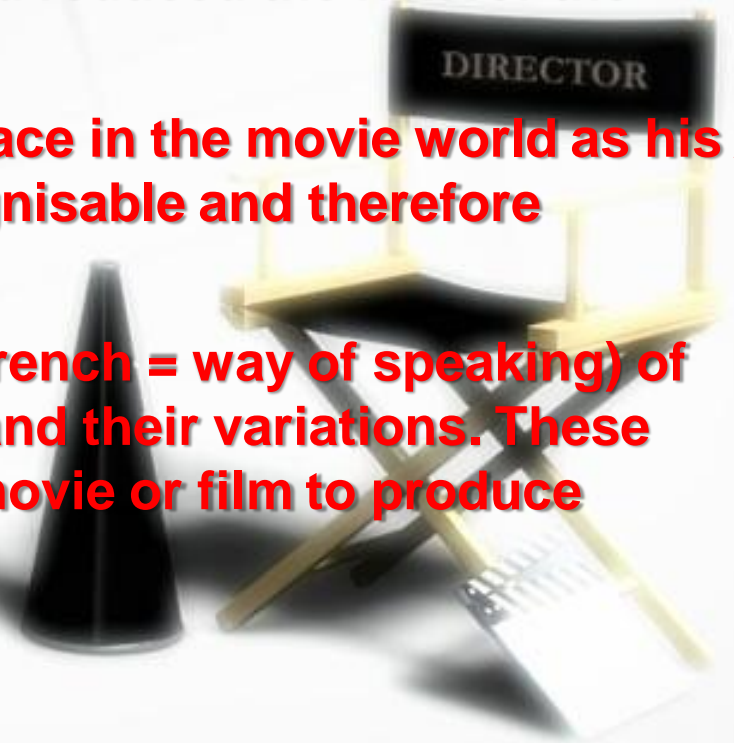 DIRECTOR
ace in the movie world as his
nisable and therefore
rench = way of speaking) of
and their variations. These
ovie or film to produce